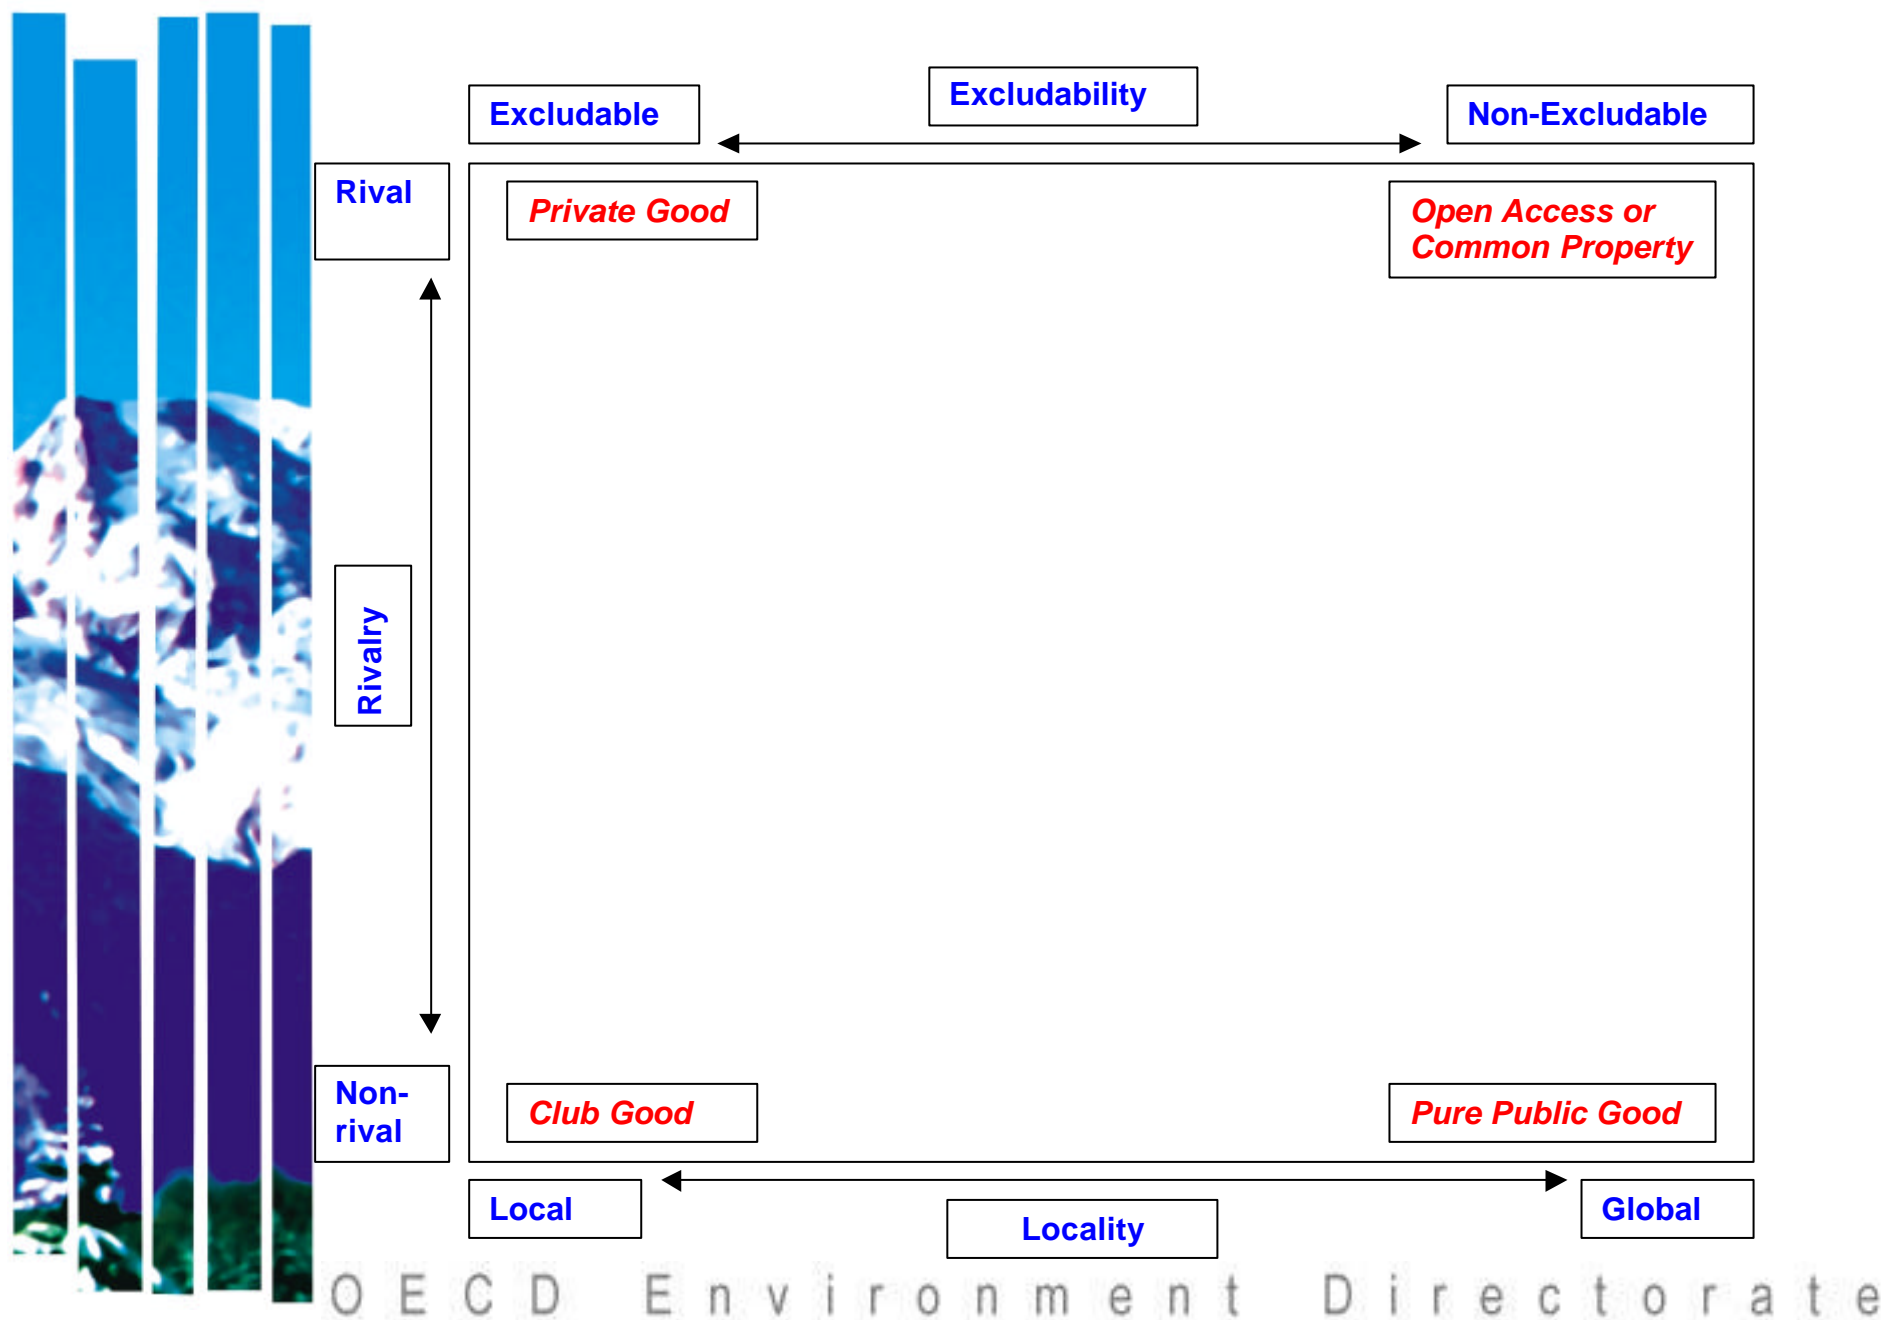 Excludability
Excludable
Non-Excludable
Rival
Private Good
Open Access or
Common Property
Rivalry
Non-
rival
Club Good
Pure Public Good
Local
Locality
Global
OECD Environment Directorate